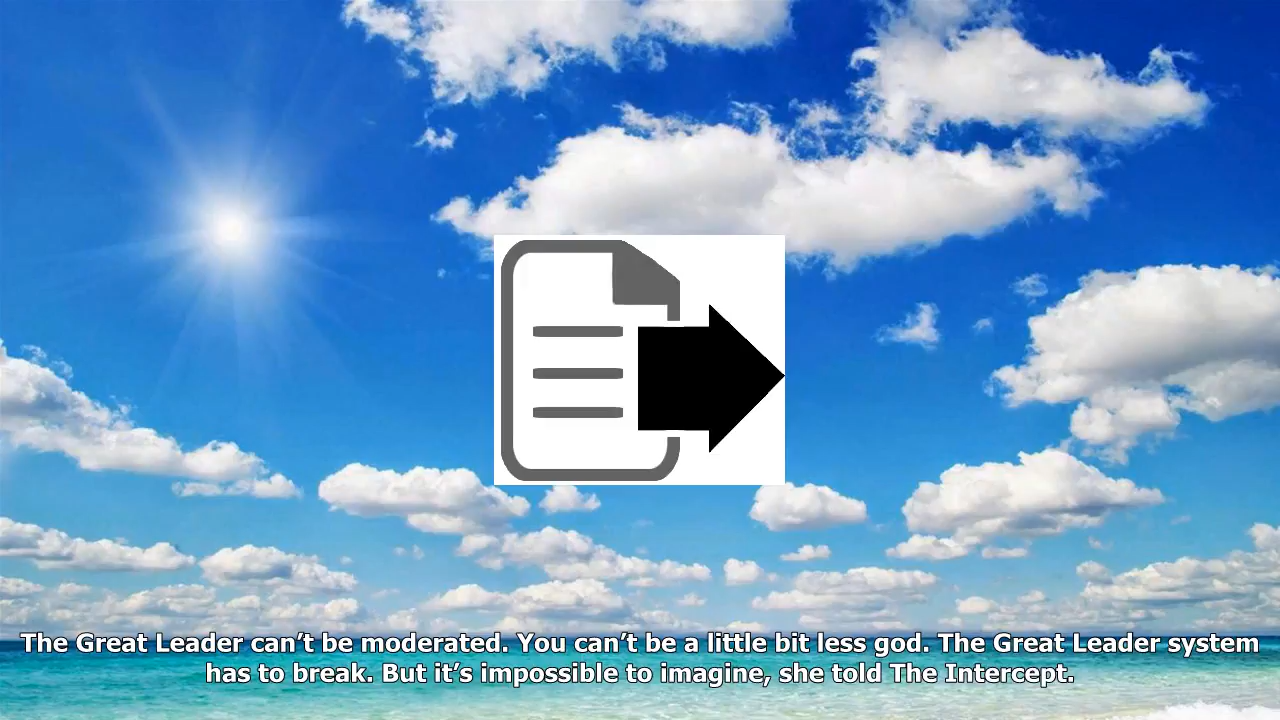 The Great Leader can’t be moderated. You can’t be a little bit less god. The Great Leader system
has to break. But it’s impossible to imagine, she told The Intercept.